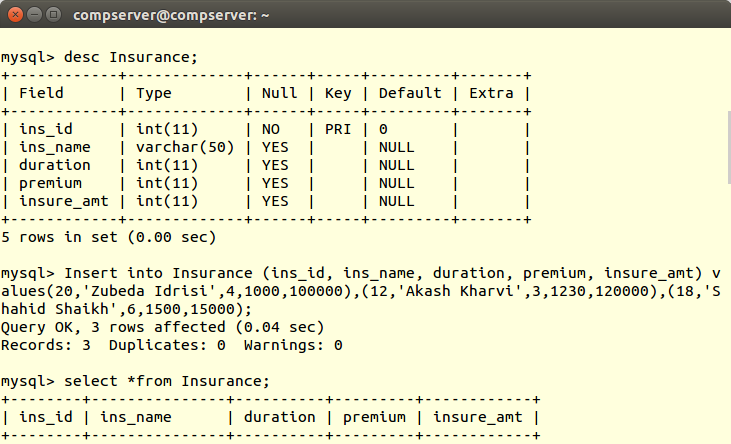 compserver@compserver: ~
mysql> desc Insurance;
+------------+-------------+------+-----+---------+-------+
| Field      | Type        | Null | Key | Default | Extra |
+------------+-------------+------+-----+---------+-------+
| ins_id     | int(11)     | NO   | PRI | 0       |       |
| ins_name   | varchar(50) | YES  |     | NULL    |       |
| duration   | int(11)     | YES  |     | NULL    |       |
| premium    | int(11)     | YES  |     | NULL    |       |
| insure_amt | int(11)     | YES  |     | NULL    |       |
+------------+-------------+------+-----+---------+-------+
5 rows in set (0.00 sec)
mysql> Insert into Insurance (ins_id, ins_name, duration, premium, insure_amt) v
alues(20,'Zubeda Idrisi',4,1000,100000),(12,'Akash Kharvi',3,1230,120000),(18,'S
hahid Shaikh',6,1500,15000);
Query OK, 3 rows affected (0.04 sec)
Records: 3  Duplicates: 0  Warnings: 0
mysql> select *from Insurance;
+--------+---------------+----------+---------+------------+
| ins_id | ins_name      | duration | premium | insure_amt |
+--------+---------------+----------+---------+------------+